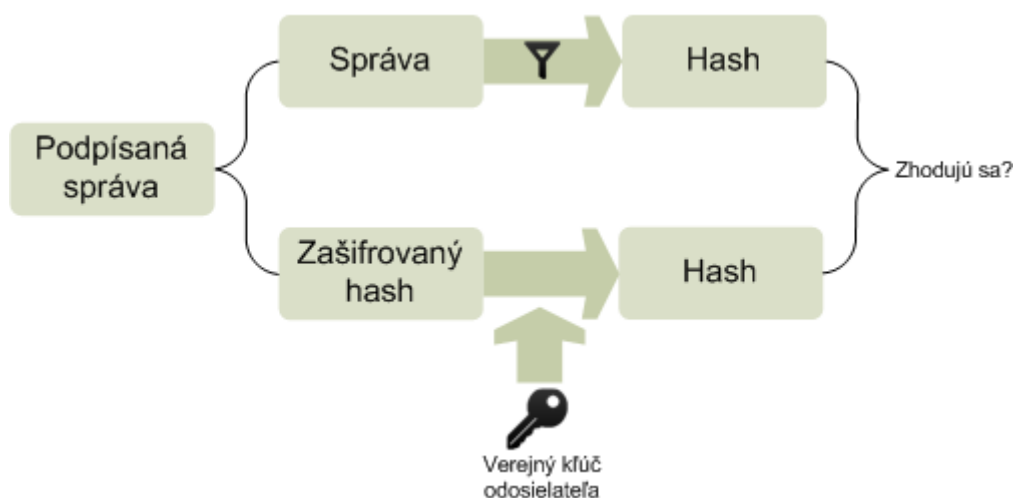 Podpísaná
správa
Správa
Hash
Zašifrovaný
hash
Hash
Zhodujú sa?
Verejný kľúč
odosielateľa